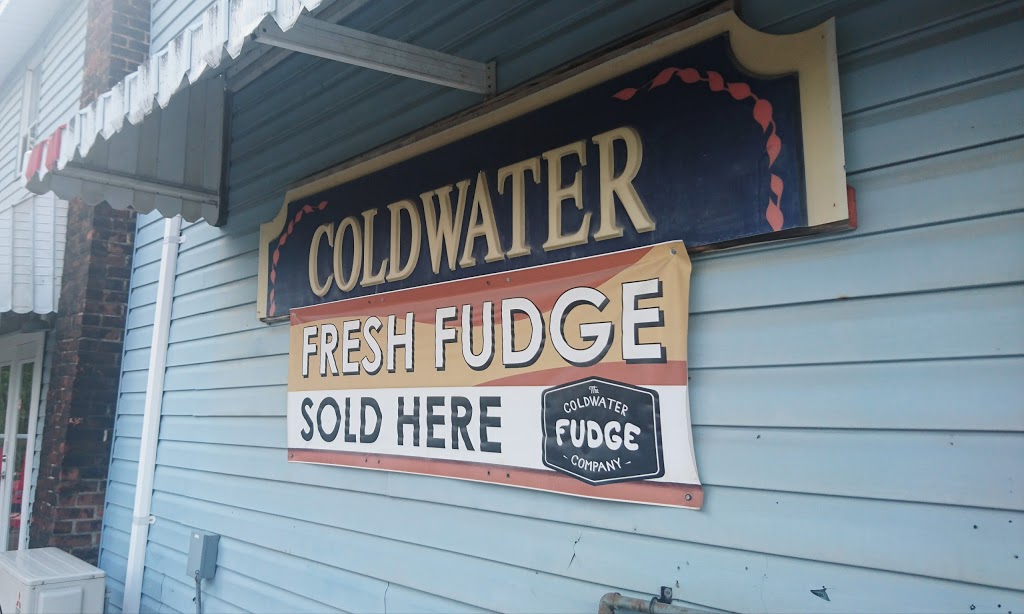 COLDWATER
FRESH FUDGE
SOLD HERE
The
COLDWATER
FUDGE
- COMPANY -